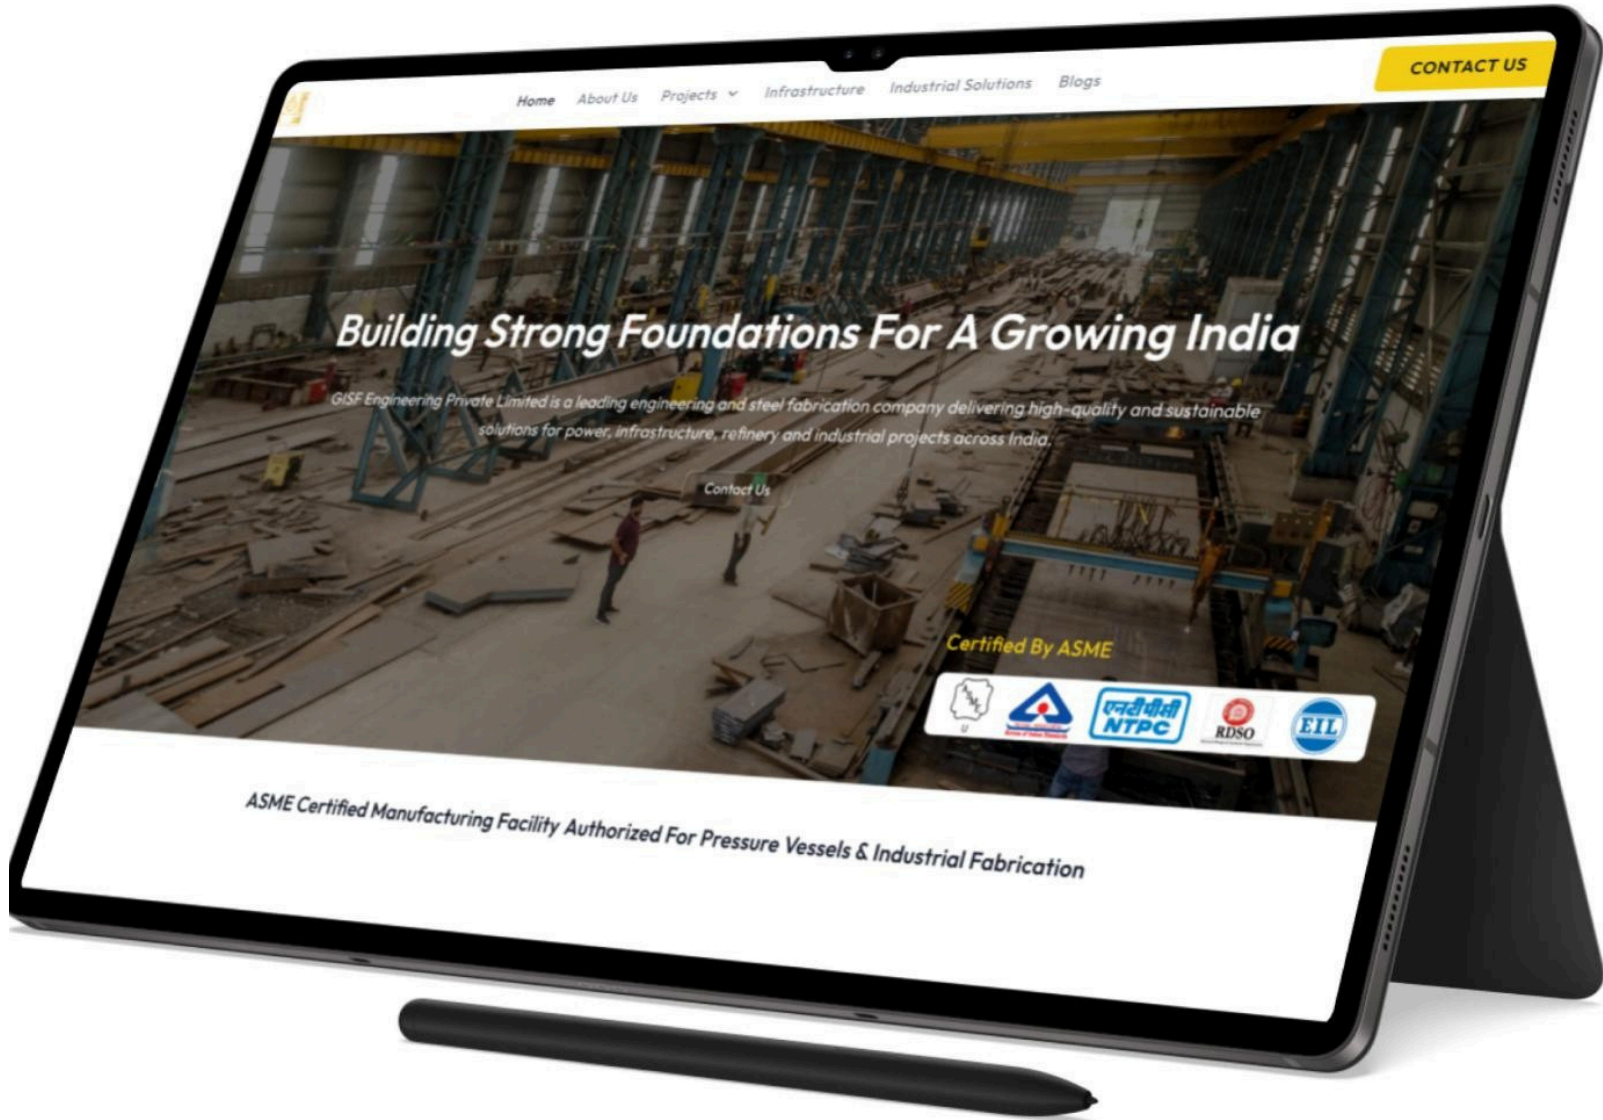 Home About Us Projects Infrastructure Industrial Solutions Blogs
CONTACT US
Building Strong Foundations For A Growing India
GISF Engineering Private Limited is a leading engineering and steel fabrication company delivering high-quality and sustainable
solutions for power, infrastructure, refinery and industrial projects across India.
Contact Us
Certified By ASME
एनटीपीसी
NTPC
RDSO
EIL
ASME Certified Manufacturing Facility Authorized For Pressure Vessels & Industrial Fabrication